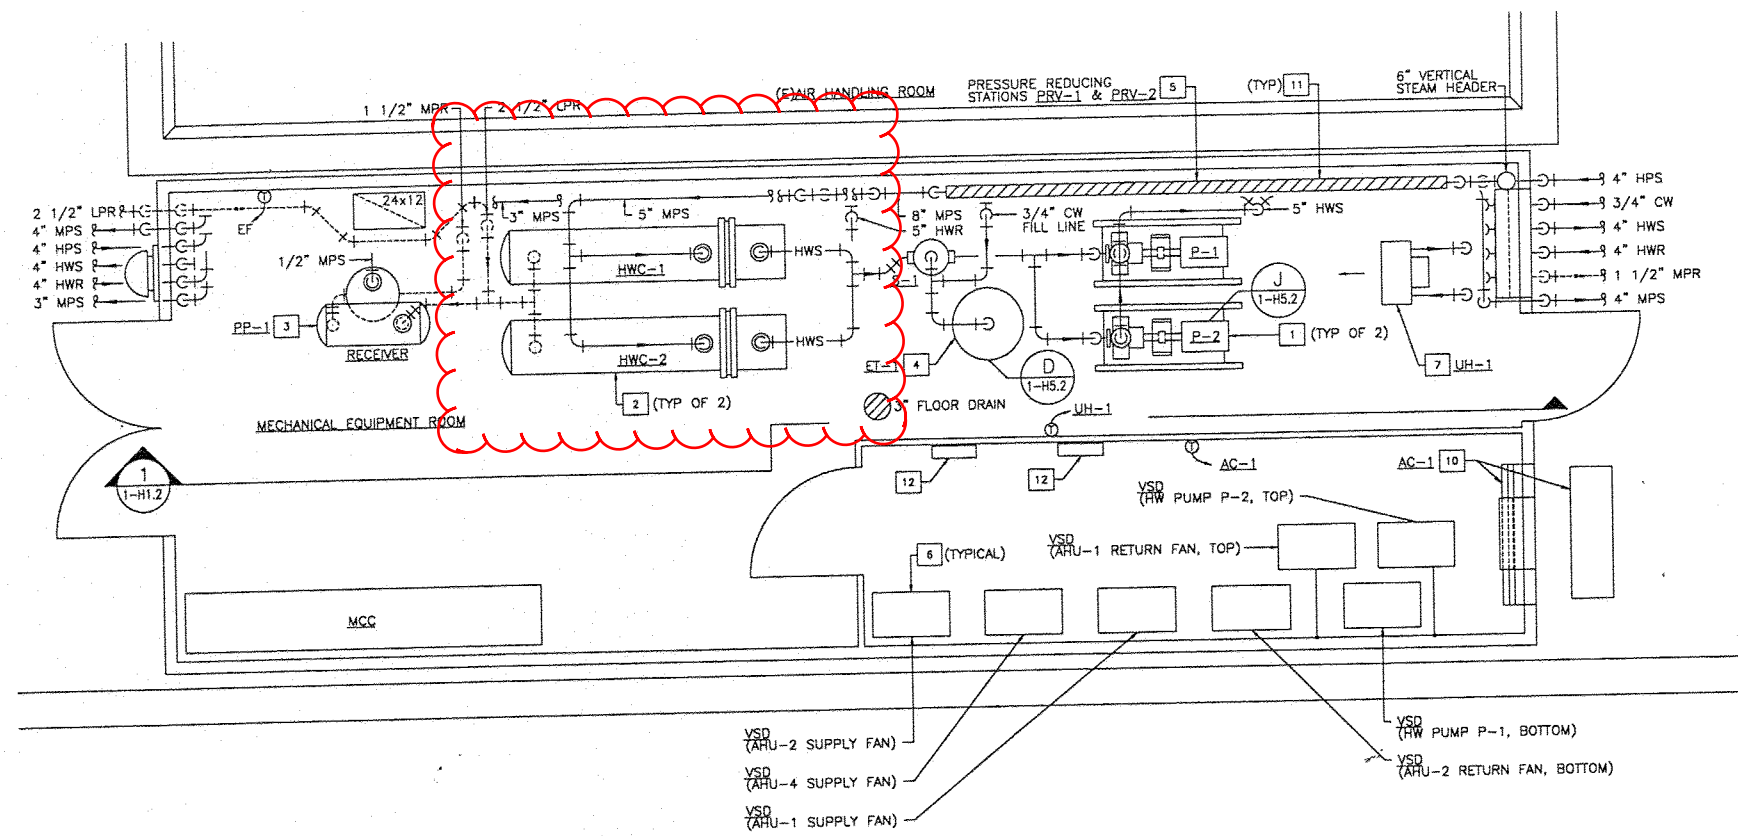 6" VERTICAL
STEAM HEADER
(E)AIR HANDLING ROOM
PRESSURE REDUCING
STATIONS PRV-1 & PRV-2
5
(TYP)
11
1 1/2" MPR
2 1/2" LPR
24x12
EF
2 1/2" LPR
4" MPS
4" HPS
4" HWS
4" HWR
3" MPS
1/2" MPS
PP-1
3
RECEIVER
3" MPS
5" MPS
HWC-1
HWS
HWC-2
HWS
2
(TYP OF 2)
8" MPS
5" HWR
3/4" CW
FILL LINE
5" HWS
P-1
P-2
J
1-H5.2
1
(TYP OF 2)
ET-1
4
D
1-H5.2
3" FLOOR DRAIN
7
UH-1
4" HPS
3/4" CW
4" HWS
4" HWR
1 1/2" MPR
4" MPS
MECHANICAL EQUIPMENT ROOM
1
1-H1.2
UH-1
AC-1
12
12
AC-1
10
VSD
(HW PUMP P-2, TOP)
VSD
(AHU-1 RETURN FAN, TOP)
6
(TYPICAL)
MCC
VSD
(AHU-2 SUPPLY FAN)
VSD
(AHU-4 SUPPLY FAN)
VSD
(AHU-1 SUPPLY FAN)
VSD
(HW PUMP P-1, BOTTOM)
VSD
(AHU-2 RETURN FAN, BOTTOM)